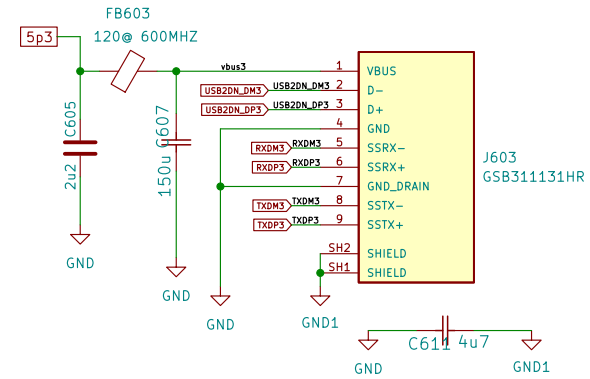 FB603
5p3
120@ 600MHZ
vbus3
1
VBUS
USB2DN_DM3
USB2DN_DM3
2
D-
USB2DN_DP3
USB2DN_DP3
3
D+
4
GND
C605
2u2
C607
150u
RXDM3
RXDM3
5
SSRX-
RXDP3
RXDP3
6
SSRX+
J603
GSB311131HR
7
GND_DRAIN
TXDM3
TXDM3
8
SSTX-
TXDP3
TXDP3
9
SSTX+
SH2
SHIELD
SH1
SHIELD
GND
GND
GND
GND1
C611
4u7
GND
GND1